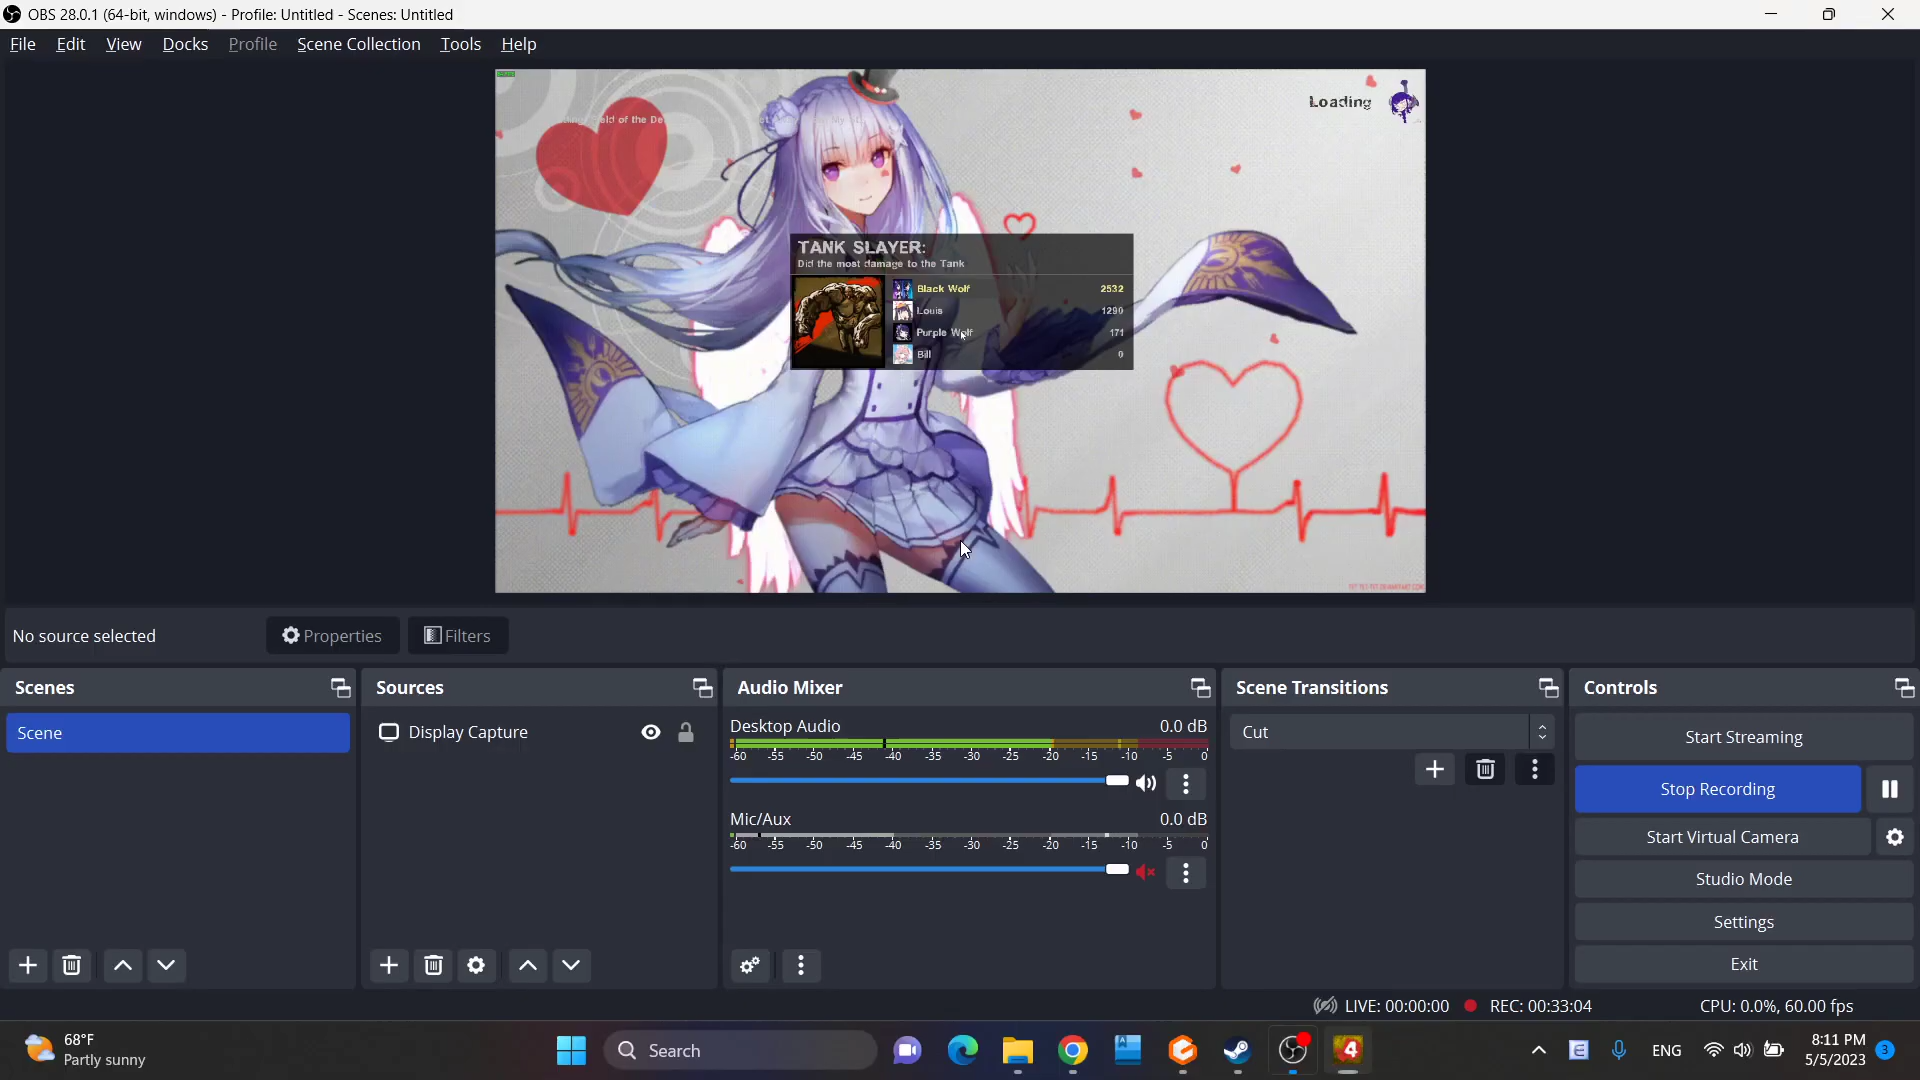 OBS 28.0.1 (64-bit, windows) - Profile: Untitled - Scenes: Untitled
File Edit View Docks Profile Scene Collection Tools Help
Loading
TANK SLAYER:
Did the most damage to the Tank
Black Wolf 2532
Louis 1290
Purple Wolf 171
Bill 0
No source selected Properties Filters
Scenes
Scene
Sources
Display Capture
Audio Mixer
Desktop Audio 0.0 dB
-60 -55 -50 -45 -40 -35 -30 -25 -20 -15 -10 -5 0
Mic/Aux 0.0 dB
-60 -55 -50 -45 -40 -35 -30 -25 -20 -15 -10 -5 0
Scene Transitions
Cut
Controls
Start Streaming
Stop Recording
Start Virtual Camera
Studio Mode
Settings
Exit
LIVE: 00:00:00 REC: 00:33:04 CPU: 0.0%, 60.00 fps
68°F
Partly sunny
Search
4
ENG
8:11 PM
5/5/2023
3